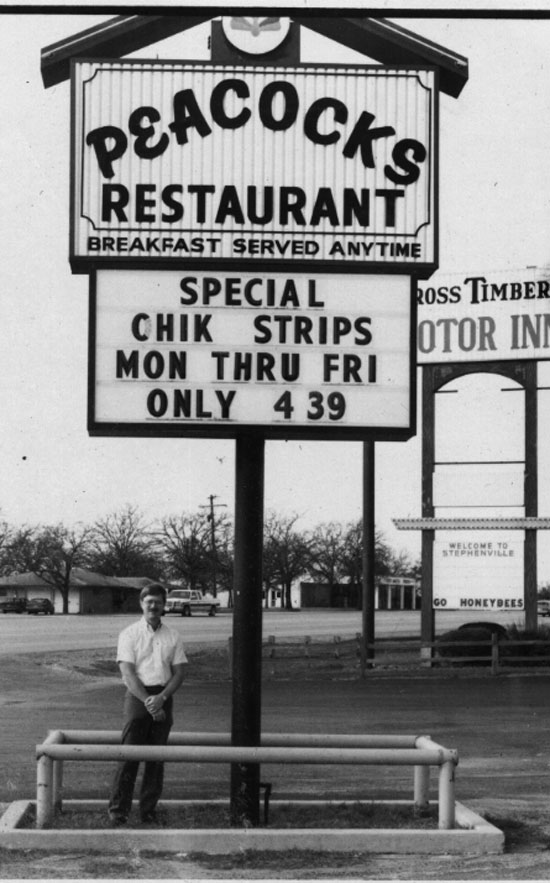 PEACOCKS
RESTAURANT
BREAKFAST SERVED ANYTIME
SPECIAL
CHIK STRIPS
MON THRU FRI
ONLY 4 39
ROSS TIMBER
OTOR INN
WELCOME TO
STEPHENVILLE
GO HONEYBEES